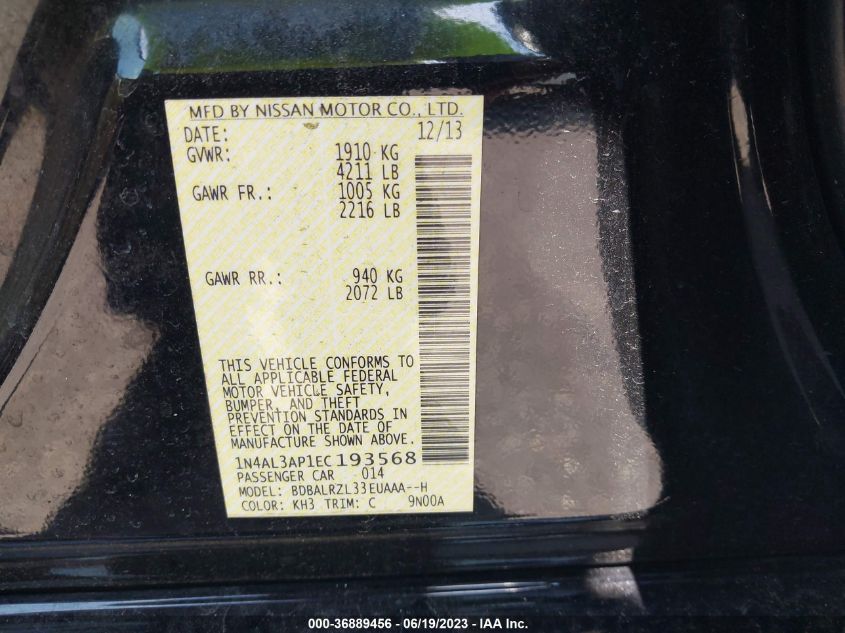 MFD BY NISSAN MOTOR CO., LTD.
DATE: 12/13
GVWR: 1910 KG
4211 LB
GAWR FR.: 1005 KG
2216 LB
GAWR RR.: 940 KG
2072 LB
THIS VEHICLE CONFORMS TO
ALL APPLICABLE FEDERAL
MOTOR VEHICLE SAFETY,
BUMPER, AND THEFT
PREVENTION STANDARDS IN
EFFECT ON THE DATE OF
MANUFACTURE SHOWN ABOVE.
1N4AL3AP1EC193568
PASSENGER CAR 014
MODEL: BDBALRZL33EUAAA--H
COLOR: KH3 TRIM: C 9N00A
000-36889456 - 06/19/2023 - IAA Inc.